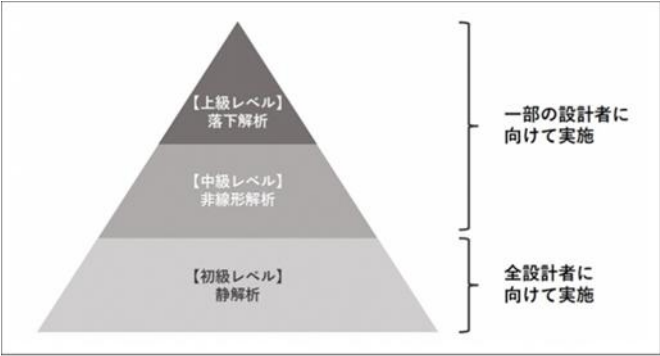 【上級レベル】
落下解析
一部の設計者に
向けて実施
【中級レベル】
非線形解析
【初級レベル】
静解析
全設計者に
向けて実施